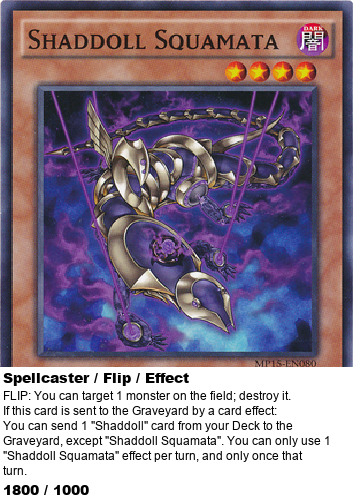 SHADDOLL SQUAMATA
DARK
闇
MP15-EN080
Spellcaster / Flip / Effect
FLIP: You can target 1 monster on the field; destroy it.
If this card is sent to the Graveyard by a card effect:
You can send 1 "Shaddoll" card from your Deck to the
Graveyard, except "Shaddoll Squamata". You can only use 1
"Shaddoll Squamata" effect per turn, and only once that
turn.
1800 / 1000